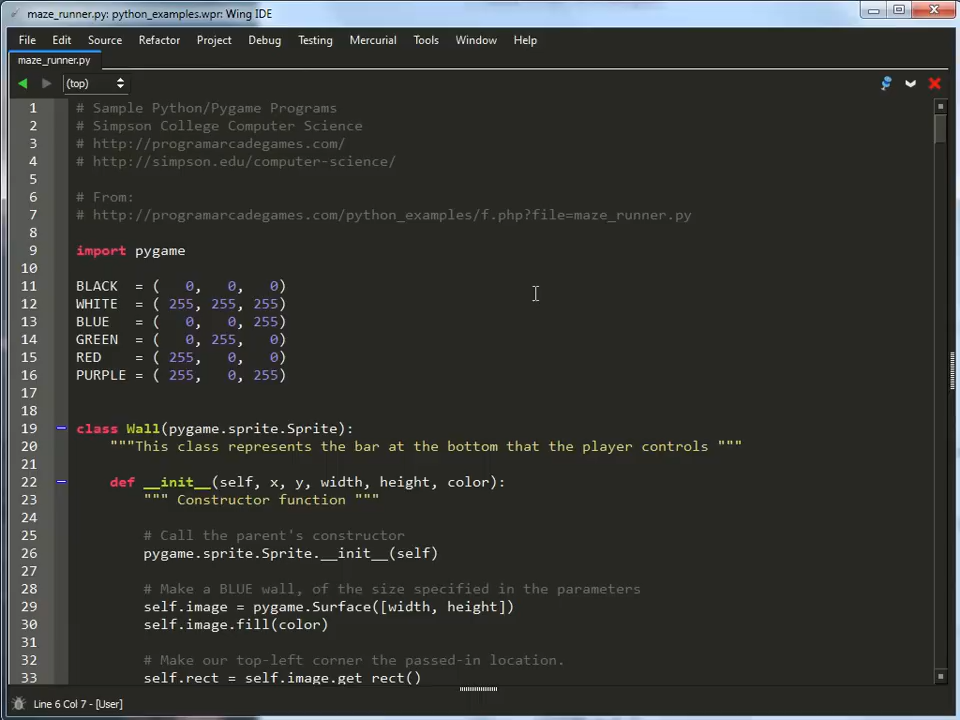 maze_runner.py: python_examples.wpr: Wing IDE
File Edit Source Refactor Project Debug Testing Mercurial Tools Window Help
maze_runner.py
(top)
1 # Sample Python/Pygame Programs
2 # Simpson College Computer Science
3 # http://programarcadegames.com/
4 # http://simpson.edu/computer-science/
5
6 # From:
7 # http://programarcadegames.com/python_examples/f.php?file=maze_runner.py
8
9 import pygame
10
11 BLACK  = (   0,   0,   0)
12 WHITE  = ( 255, 255, 255)
13 BLUE   = (   0,   0, 255)
14 GREEN  = (   0, 255,   0)
15 RED    = ( 255,   0,   0)
16 PURPLE = ( 255,   0, 255)
17
18
19 class Wall(pygame.sprite.Sprite):
20     """This class represents the bar at the bottom that the player controls """
21
22     def __init__(self, x, y, width, height, color):
23         """ Constructor function """
24
25         # Call the parent's constructor
26         pygame.sprite.Sprite.__init__(self)
27
28         # Make a BLUE wall, of the size specified in the parameters
29         self.image = pygame.Surface([width, height])
30         self.image.fill(color)
31
32         # Make our top-left corner the passed-in location.
33         self.rect = self.image.get_rect()
Line 6 Col 7 - [User]